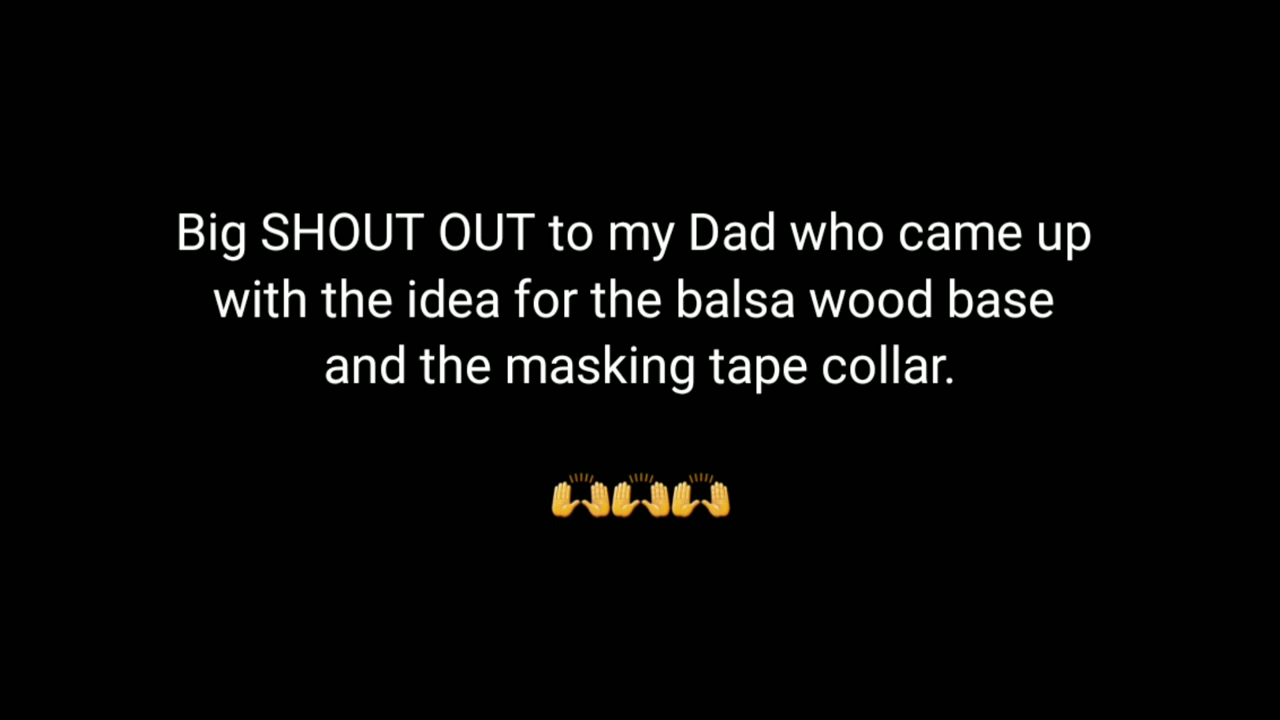 Big SHOUT OUT to my Dad who came up
with the idea for the balsa wood base
and the masking tape collar.
🙌🙌🙌